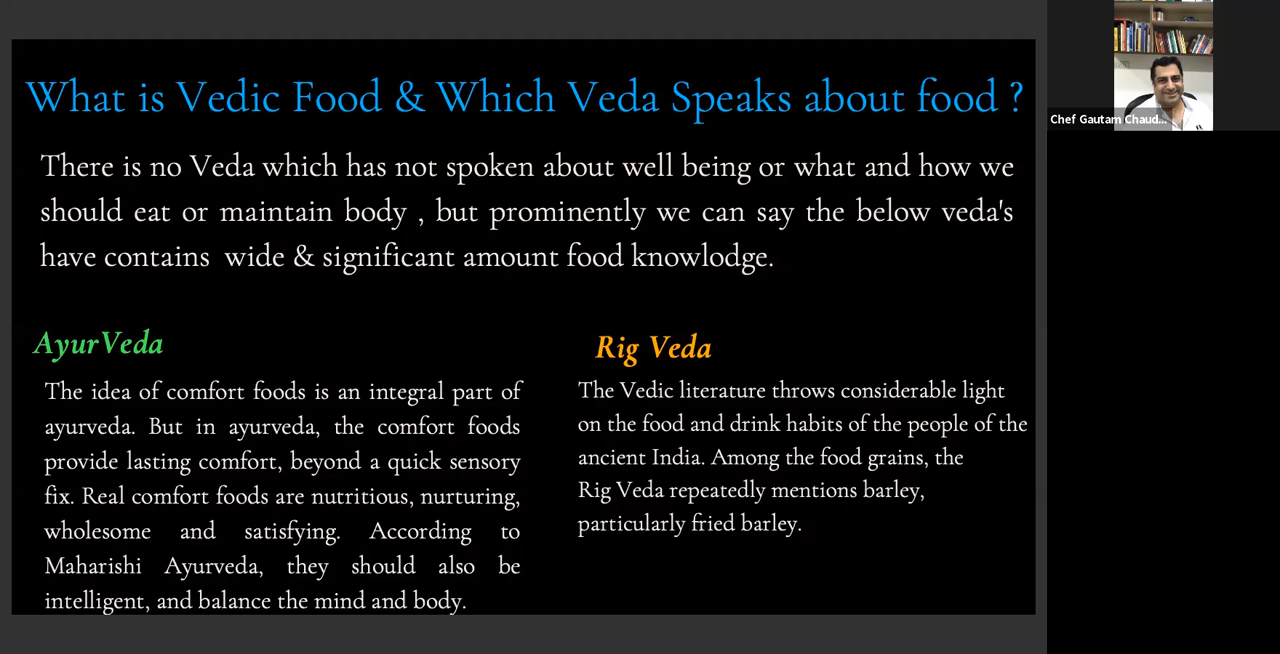 What is Vedic Food & Which Veda Speaks about food ?
There is no Veda which has not spoken about well being or what and how we
should eat or maintain body , but prominently we can say the below veda's
have contains wide & significant amount food knowlodge.
AyurVeda
The idea of comfort foods is an integral part of
ayurveda. But in ayurveda, the comfort foods
provide lasting comfort, beyond a quick sensory
fix. Real comfort foods are nutritious, nurturing,
wholesome and satisfying. According to
Maharishi Ayurveda, they should also be
intelligent, and balance the mind and body.
Rig Veda
The Vedic literature throws considerable light
on the food and drink habits of the people of the
ancient India. Among the food grains, the
Rig Veda repeatedly mentions barley,
particularly fried barley.
Chef Gautam Chaud...